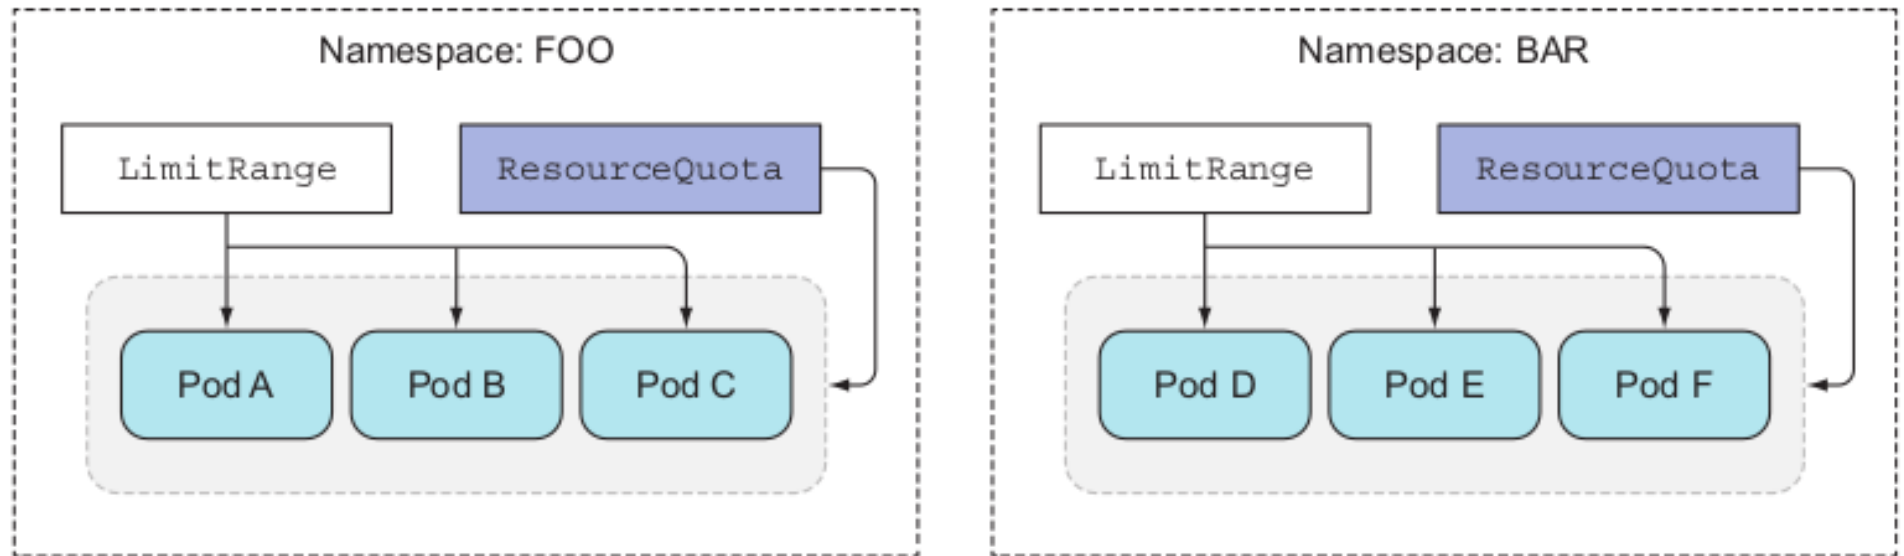 Namespace: FOO
LimitRange
ResourceQuota
Pod A
Pod B
Pod C
Namespace: BAR
LimitRange
ResourceQuota
Pod D
Pod E
Pod F